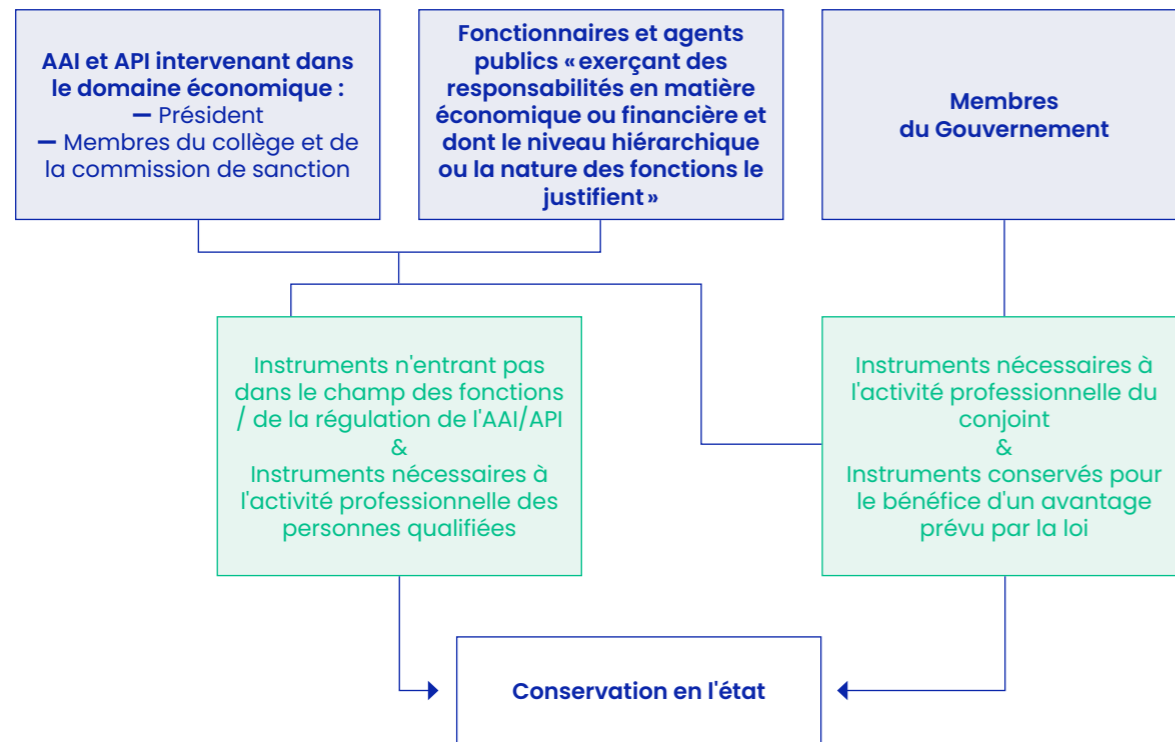 AAI et API intervenant dans
le domaine économique :
— Président
— Membres du collège et de
la commission de sanction
Fonctionnaires et agents
publics « exerçant des
responsabilités en matière
économique ou financière et
dont le niveau hiérarchique
ou la nature des fonctions le
justifient »
Membres
du Gouvernement
Instruments n'entrant pas
dans le champ des fonctions
/ de la régulation de l'AAI/API
&
Instruments nécessaires à
l'activité professionnelle des
personnes qualifiées
Instruments nécessaires à
l'activité professionnelle du
conjoint
&
Instruments conservés pour
le bénéfice d'un avantage
prévu par la loi
Conservation en l'état